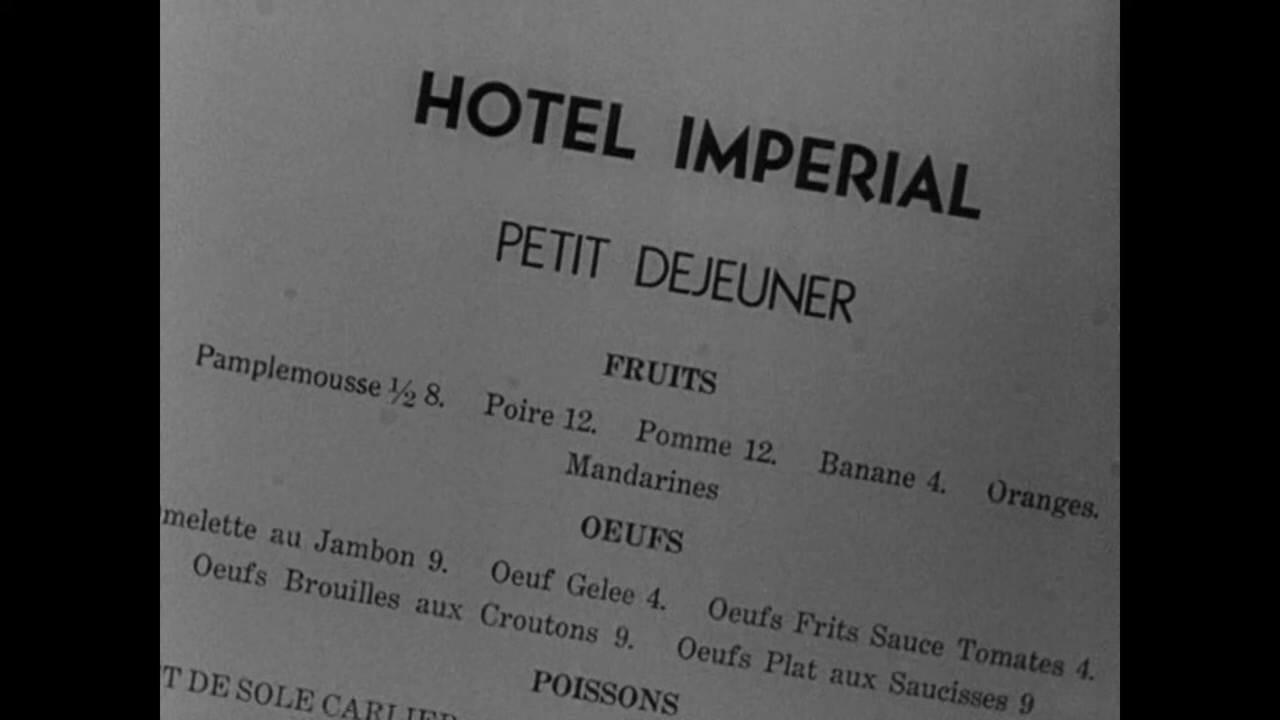 HOTEL IMPERIAL
PETIT DEJEUNER
FRUITS
Pamplemousse ½ 8. Poire 12. Pomme 12. Banane 4. Oranges.
Mandarines
OEUFS
melette au Jambon 9. Oeuf Gelee 4. Oeufs Frits Sauce Tomates 4.
Oeufs Brouilles aux Croutons 9. Oeufs Plat aux Saucisses 9
POISSONS
T DE SOLE CARLIER